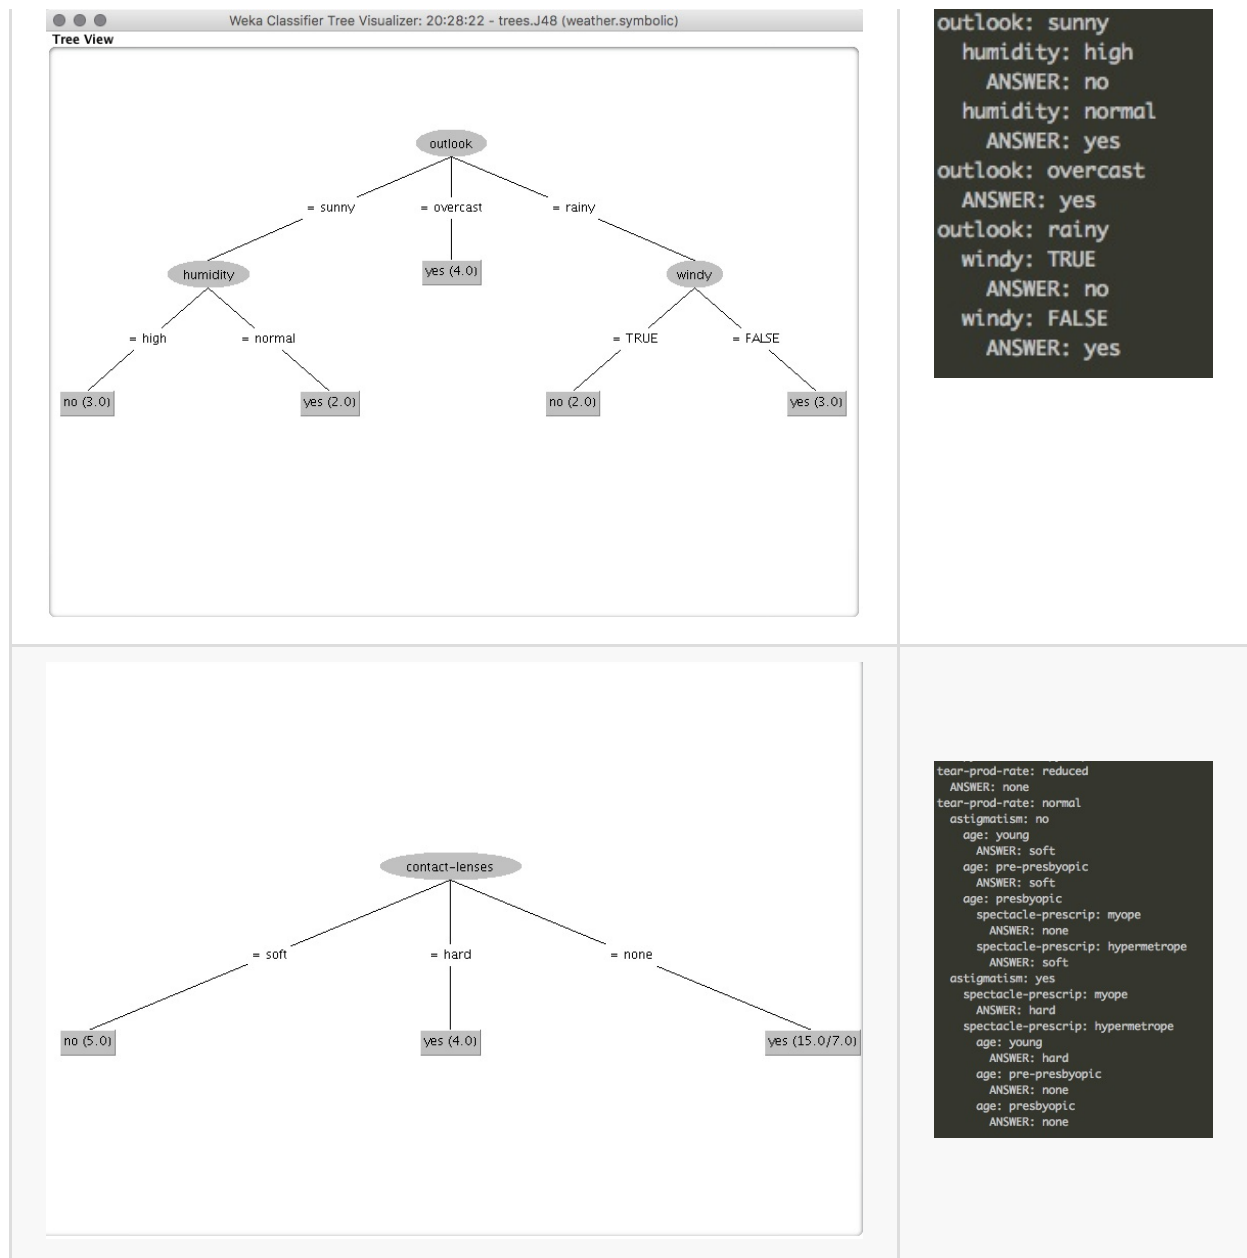 Weka Classifier Tree Visualizer: 20:28:22 - trees.J48 (weather.symbolic)
Tree View
outlook
= sunny
= overcast
= rainy
humidity
yes (4.0)
windy
= high
= normal
= TRUE
= FALSE
no (3.0)
yes (2.0)
no (2.0)
yes (3.0)
outlook: sunny
humidity: high
ANSWER: no
humidity: normal
ANSWER: yes
outlook: overcast
ANSWER: yes
outlook: rainy
windy: TRUE
ANSWER: no
windy: FALSE
ANSWER: yes
contact-lenses
= soft
= hard
= none
no (5.0)
yes (4.0)
yes (15.0/7.0)
tear-prod-rate: reduced
ANSWER: none
tear-prod-rate: normal
astigmatism: no
age: young
ANSWER: soft
age: pre-presbyopic
ANSWER: soft
age: presbyopic
spectacle-prescrip: myope
ANSWER: none
spectacle-prescrip: hypermetrope
ANSWER: soft
astigmatism: yes
spectacle-prescrip: myope
ANSWER: hard
spectacle-prescrip: hypermetrope
age: young
ANSWER: hard
age: pre-presbyopic
ANSWER: none
age: presbyopic
ANSWER: none